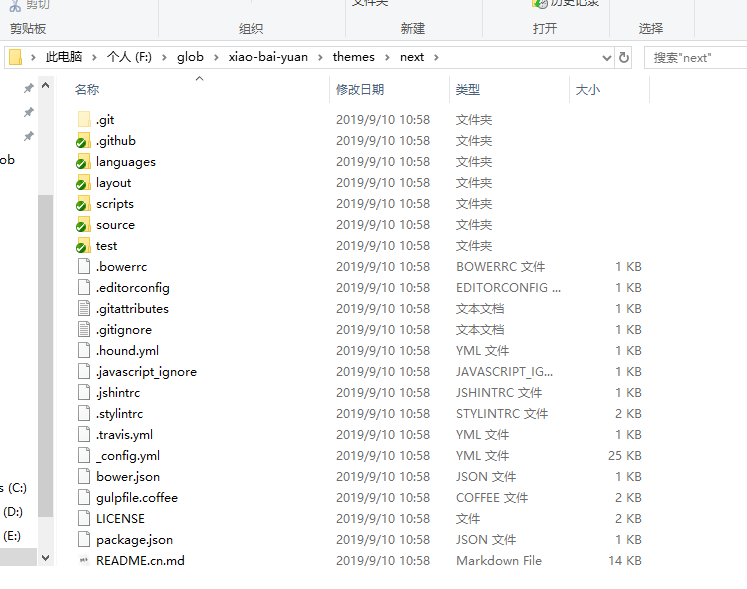 剪切
文件夹
历史记录
剪贴板 组织 新建 打开 选择
此电脑 个人 (F:) glob xiao-bai-yuan themes next 搜索"next"
名称 修改日期 类型 大小
.git 2019/9/10 10:58 文件夹
.github 2019/9/10 10:58 文件夹
ob languages 2019/9/10 10:58 文件夹
layout 2019/9/10 10:58 文件夹
scripts 2019/9/10 10:58 文件夹
source 2019/9/10 10:58 文件夹
test 2019/9/10 10:58 文件夹
.bowerrc 2019/9/10 10:58 BOWERRC 文件 1 KB
.editorconfig 2019/9/10 10:58 EDITORCONFIG ... 1 KB
.gitattributes 2019/9/10 10:58 文本文档 1 KB
.gitignore 2019/9/10 10:58 文本文档 1 KB
.hound.yml 2019/9/10 10:58 YML 文件 1 KB
.javascript_ignore 2019/9/10 10:58 JAVASCRIPT_IG... 1 KB
.jshintrc 2019/9/10 10:58 JSHINTRC 文件 1 KB
.stylintrc 2019/9/10 10:58 STYLINTRC 文件 2 KB
.travis.yml 2019/9/10 10:58 YML 文件 1 KB
_config.yml 2019/9/10 10:58 YML 文件 25 KB
s (C:) bower.json 2019/9/10 10:58 JSON 文件 1 KB
gulpfile.coffee 2019/9/10 10:58 COFFEE 文件 2 KB
(D:) LICENSE 2019/9/10 10:58 文件 2 KB
(E:) package.json 2019/9/10 10:58 JSON 文件 1 KB
README.cn.md 2019/9/10 10:58 Markdown File 14 KB